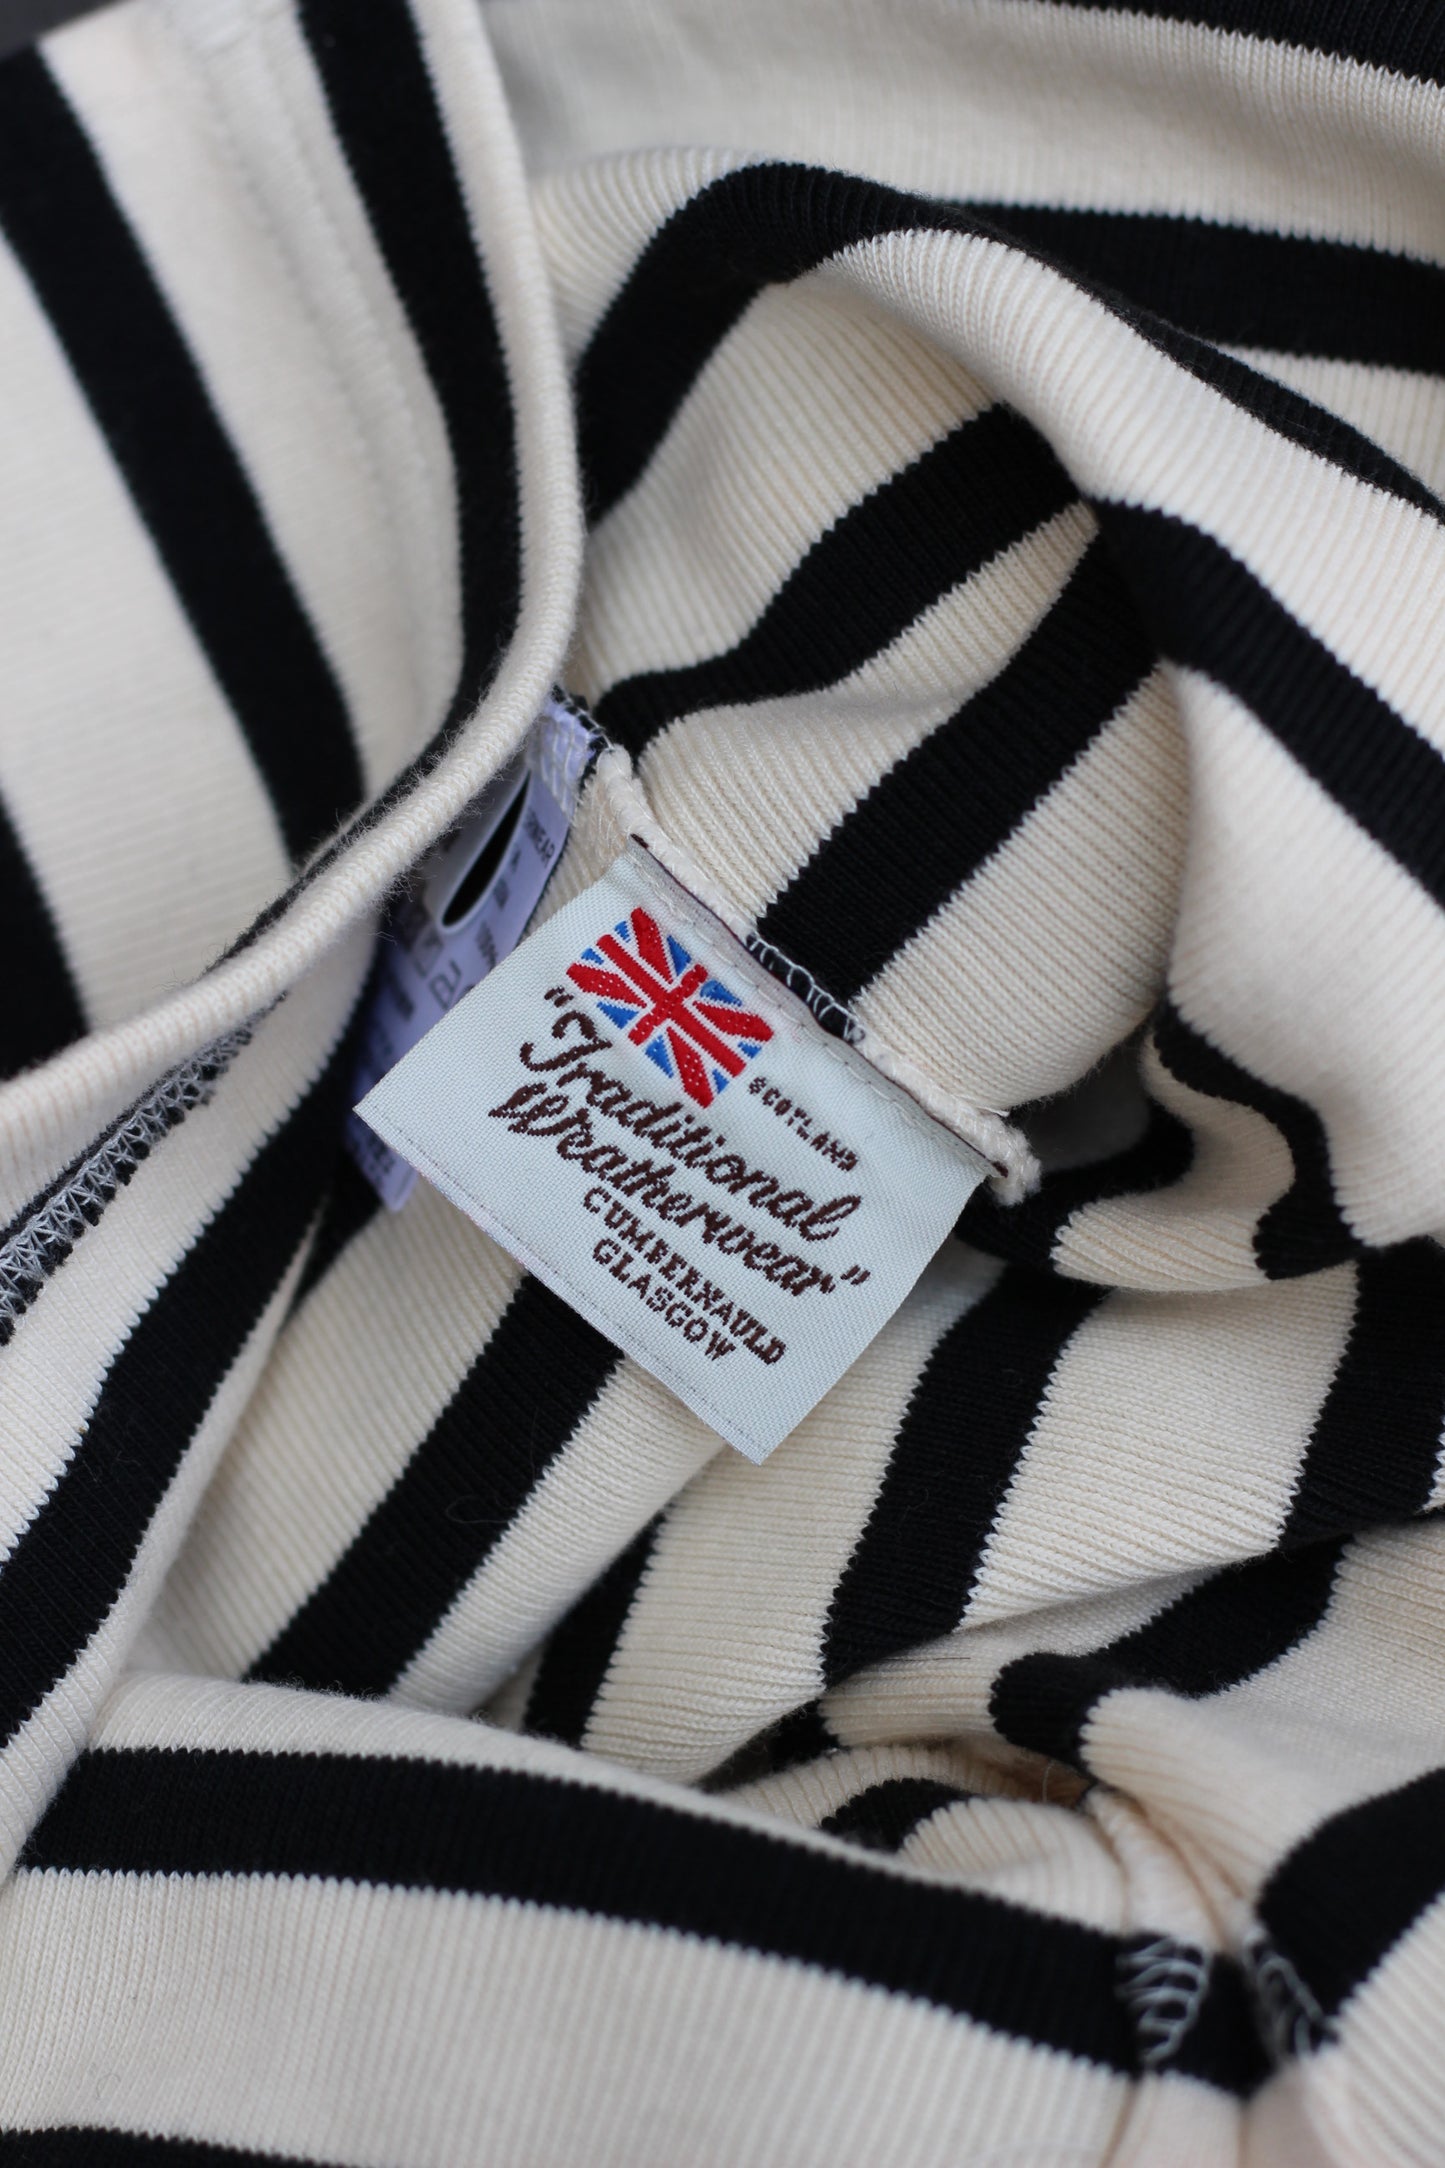 SCOTLAND
"Traditional
Weatherwear"
CUMBERNAULD
GLASGOW